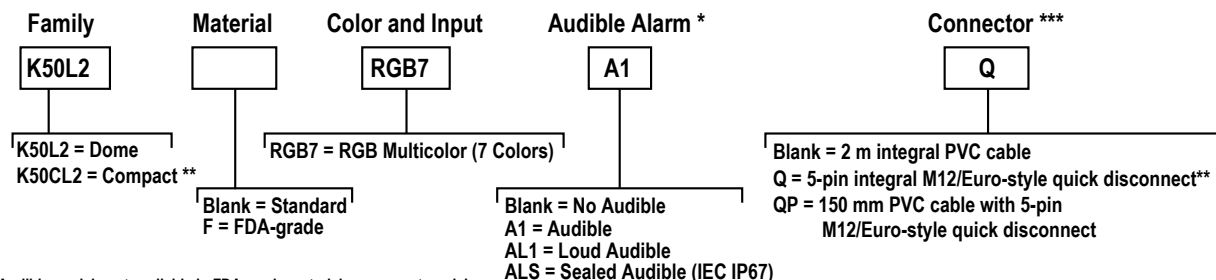 Family Material Color and Input Audible Alarm * Connector ***
K50L2 RGB7 A1 Q
K50L2 = Dome
K50CL2 = Compact **
Blank = Standard
F = FDA-grade
RGB7 = RGB Multicolor (7 Colors)
Blank = No Audible
A1 = Audible
AL1 = Loud Audible
ALS = Sealed Audible (IEC IP67)
Blank = 2 m integral PVC cable
Q = 5-pin integral M12/Euro-style quick disconnect**
QP = 150 mm PVC cable with 5-pin
M12/Euro-style quick disconnect